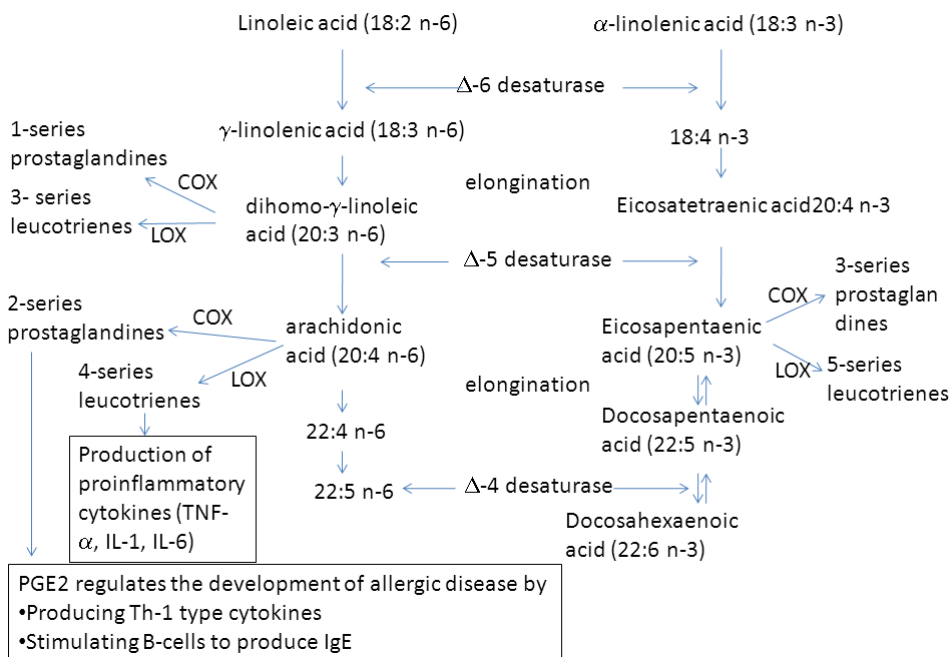 Linoleic acid (18:2 n-6)
α-linolenic acid (18:3 n-3)
Δ-6 desaturase
γ-linolenic acid (18:3 n-6)
18:4 n-3
1-series
prostaglandines
COX
3- series
leucotrienes
LOX
elongination
dihomo-γ-linoleic
acid (20:3 n-6)
Eicosatetraenic acid20:4 n-3
Δ-5 desaturase
2-series
prostaglandines
COX
arachidonic
acid (20:4 n-6)
LOX
4-series
leucotrienes
Eicosapentaenic
acid (20:5 n-3)
COX
3-series
prostaglan
dines
LOX
5-series
leucotrienes
elongination
22:4 n-6
Docosapentaenoic
acid (22:5 n-3)
Production of
proinflammatory
cytokines (TNF-
α, IL-1, IL-6)
22:5 n-6
Δ-4 desaturase
Docosahexaenoic
acid (22:6 n-3)
PGE2 regulates the development of allergic disease by
•Producing Th-1 type cytokines
•Stimulating B-cells to produce IgE